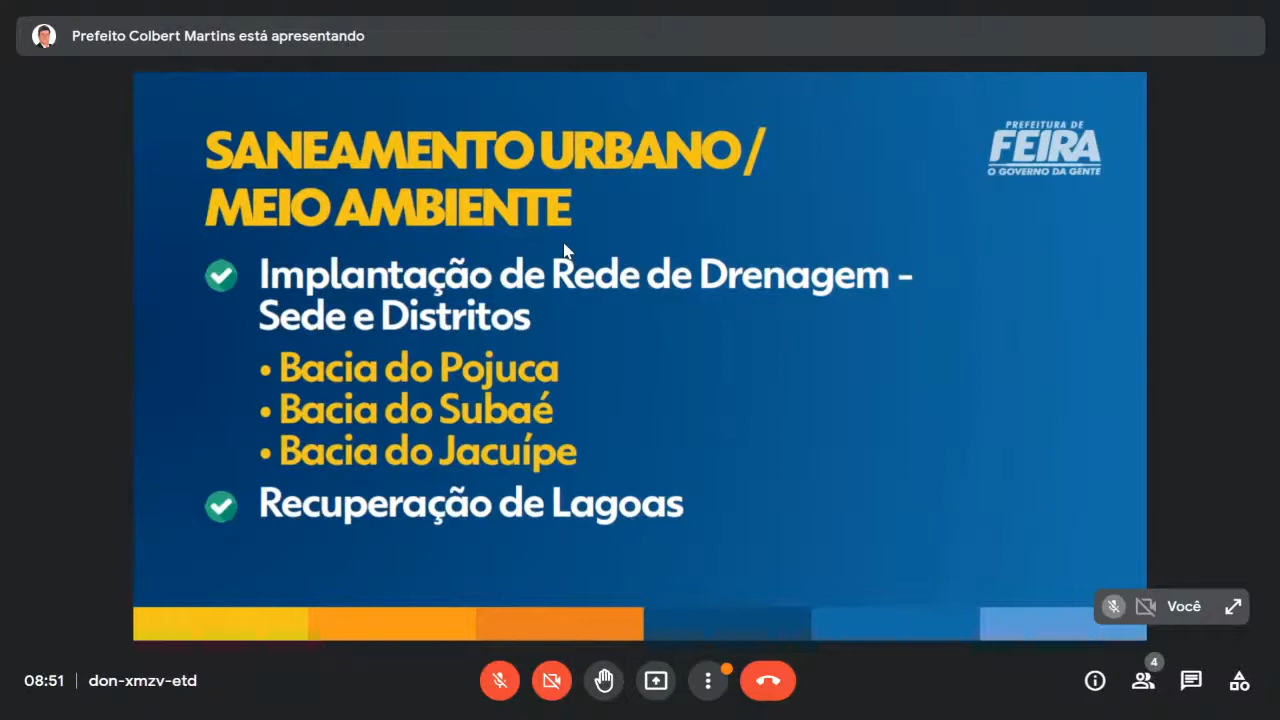 Prefeito Colbert Martins está apresentando
SANEAMENTO URBANO /
MEIO AMBIENTE
PREFEITURA DE
FEIRA
O GOVERNO DA GENTE
Implantação de Rede de Drenagem -
Sede e Distritos
• Bacia do Pojuca
• Bacia do Subaé
• Bacia do Jacuípe
Recuperação de Lagoas
Você
08:51 | don-xmzv-etd
4